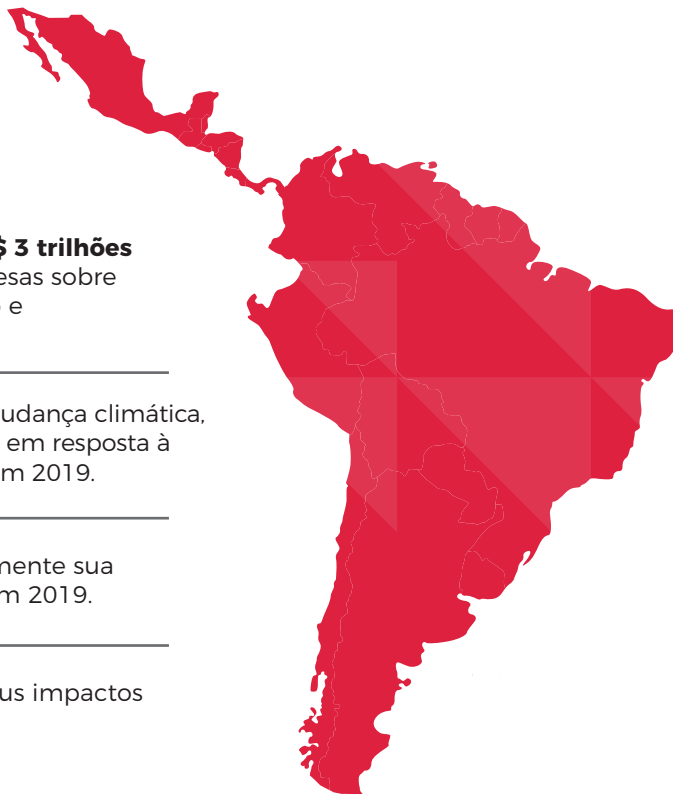 $ 3 trilhões
esas sobre
e
udança climática,
em resposta à
m 2019.
mente sua
m 2019.
us impactos